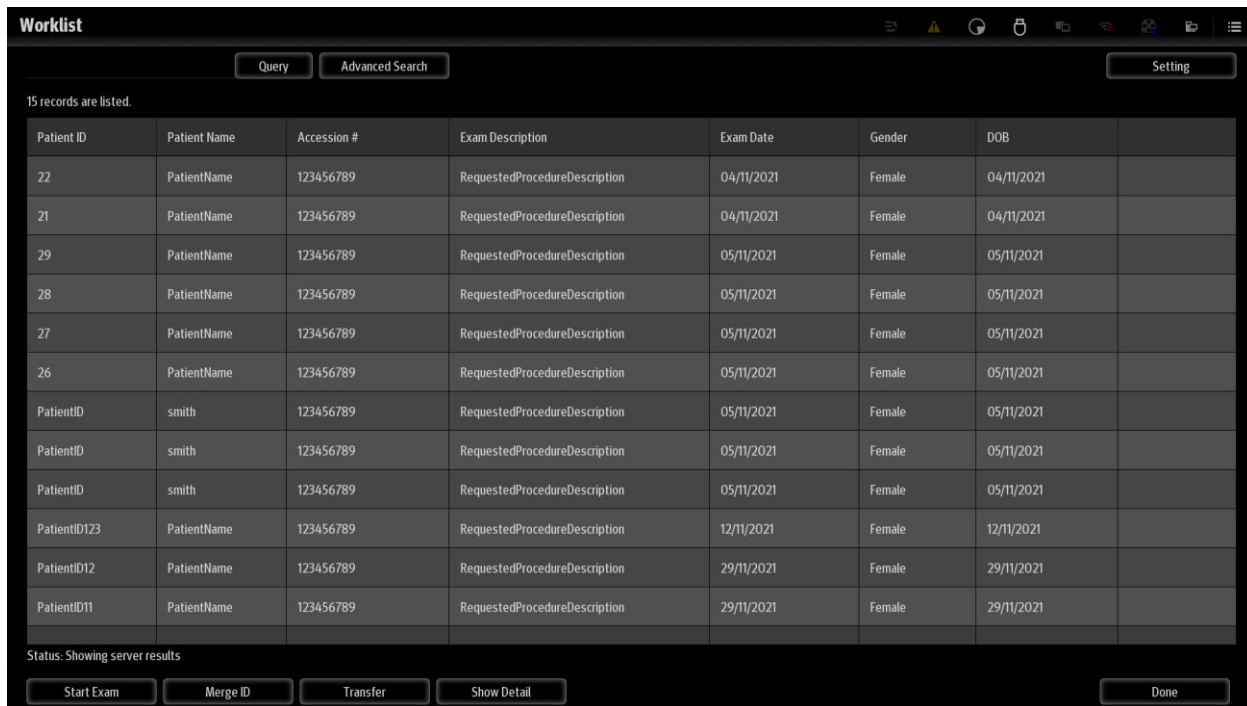 Worklist
Query Advanced Search Setting
15 records are listed.
Patient ID Patient Name Accession # Exam Description Exam Date Gender DOB
22 PatientName 123456789 RequestedProcedureDescription 04/11/2021 Female 04/11/2021
21 PatientName 123456789 RequestedProcedureDescription 04/11/2021 Female 04/11/2021
29 PatientName 123456789 RequestedProcedureDescription 05/11/2021 Female 05/11/2021
28 PatientName 123456789 RequestedProcedureDescription 05/11/2021 Female 05/11/2021
27 PatientName 123456789 RequestedProcedureDescription 05/11/2021 Female 05/11/2021
26 PatientName 123456789 RequestedProcedureDescription 05/11/2021 Female 05/11/2021
PatientID smith 123456789 RequestedProcedureDescription 05/11/2021 Female 05/11/2021
PatientID smith 123456789 RequestedProcedureDescription 05/11/2021 Female 05/11/2021
PatientID smith 123456789 RequestedProcedureDescription 05/11/2021 Female 05/11/2021
PatientID123 PatientName 123456789 RequestedProcedureDescription 12/11/2021 Female 12/11/2021
PatientID12 PatientName 123456789 RequestedProcedureDescription 29/11/2021 Female 29/11/2021
PatientID11 PatientName 123456789 RequestedProcedureDescription 29/11/2021 Female 29/11/2021
Status: Showing server results
Start Exam Merge ID Transfer Show Detail Done